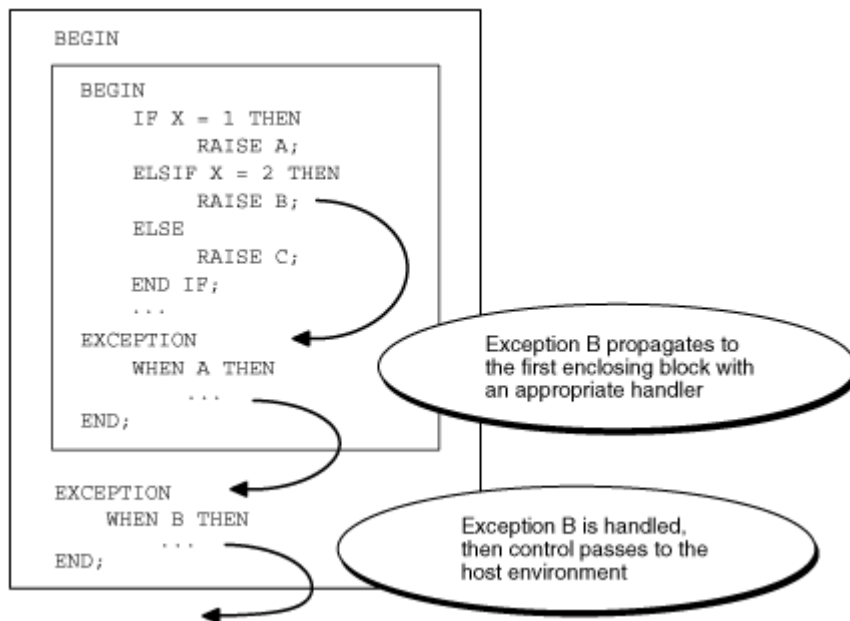 BEGIN
BEGIN
IF X = 1 THEN
RAISE A;
ELSIF X = 2 THEN
RAISE B;
ELSE
RAISE C;
END IF;
...
EXCEPTION
WHEN A THEN
...
END;
EXCEPTION
WHEN B THEN
...
END;
Exception B propagates to
the first enclosing block with
an appropriate handler
Exception B is handled,
then control passes to the
host environment